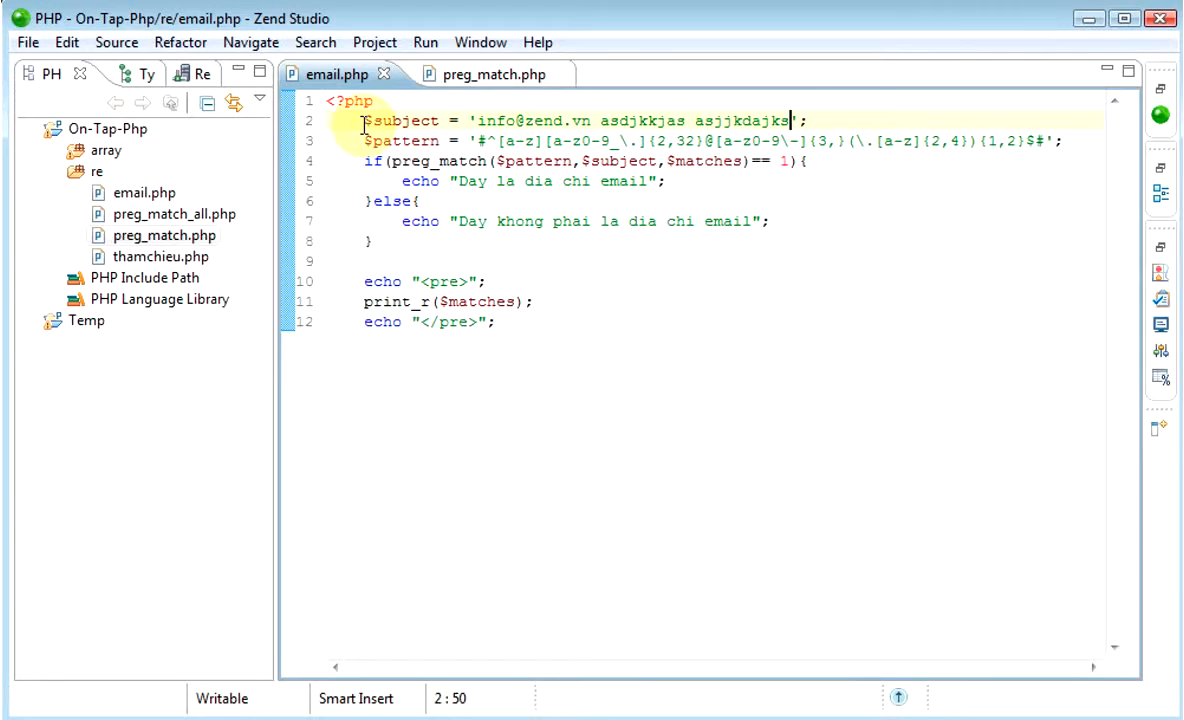 PHP - On-Tap-Php/re/email.php - Zend Studio
File Edit Source Refactor Navigate Search Project Run Window Help
PH Ty Re
email.php preg_match.php
On-Tap-Php
array
re
email.php
preg_match_all.php
preg_match.php
thamchieu.php
PHP Include Path
PHP Language Library
Temp
1 <?php
2 $subject = 'info@zend.vn asdjkkjas asjjkdajks';
3 $pattern = '#^[a-z][a-z0-9_\.]{2,32}@[a-z0-9\-]{3,}(\.[a-z]{2,4}){1,2}$#';
4 if(preg_match($pattern,$subject,$matches)== 1){
5 echo "Day la dia chi email";
6 }else{
7 echo "Day khong phai la dia chi email";
8 }
9
10 echo "<pre>";
11 print_r($matches);
12 echo "</pre>";
Writable Smart Insert 2 : 50